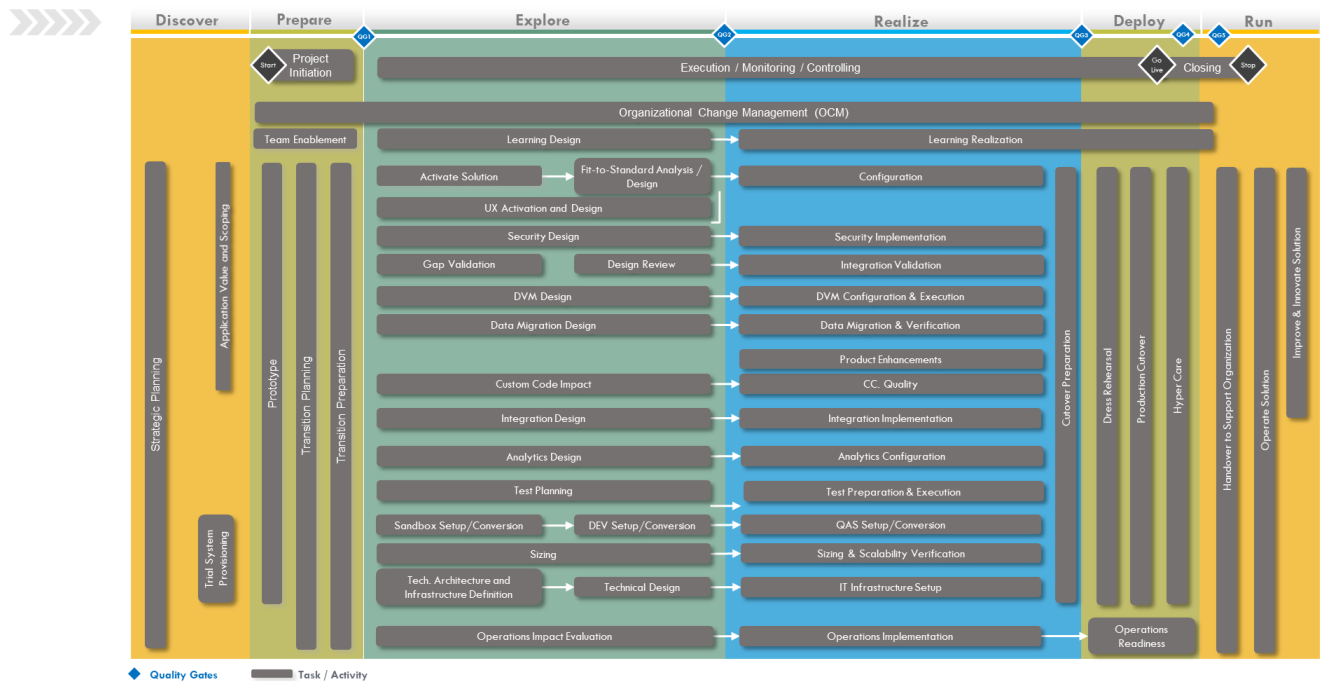 Discover
Prepare
Explore
Realize
Deploy
Run
QG1
QG2
QG3
QG4
QG5
Start
Project
Initiation
Execution / Monitoring / Controlling
Go
Live
Closing
Stop
Organizational Change Management (OCM)
Team Enablement
Learning Design
Learning Realization
Activate Solution
Fit-to-Standard Analysis /
Design
Configuration
UX Activation and Design
Security Design
Security Implementation
Gap Validation
Design Review
Integration Validation
DVM Design
DVM Configuration & Execution
Data Migration Design
Data Migration & Verification
Product Enhancements
Custom Code Impact
CC. Quality
Integration Design
Integration Implementation
Analytics Design
Analytics Configuration
Test Planning
Test Preparation & Execution
Sandbox Setup/Conversion
DEV Setup/Conversion
QAS Setup/Conversion
Sizing
Sizing & Scalability Verification
Tech. Architecture and
Infrastructure Definition
Technical Design
IT Infrastructure Setup
Operations Impact Evaluation
Operations Implementation
Operations
Readiness
Strategic Planning
Application Value and Scoping
Trial System
Provisioning
Prototype
Transition Planning
Transition Preparation
Cutover Preparation
Dress Rehearsal
Production Cutover
Hyper Care
Handover to Support Organization
Operate Solution
Improve & Innovate Solution
Quality Gates
Task / Activity